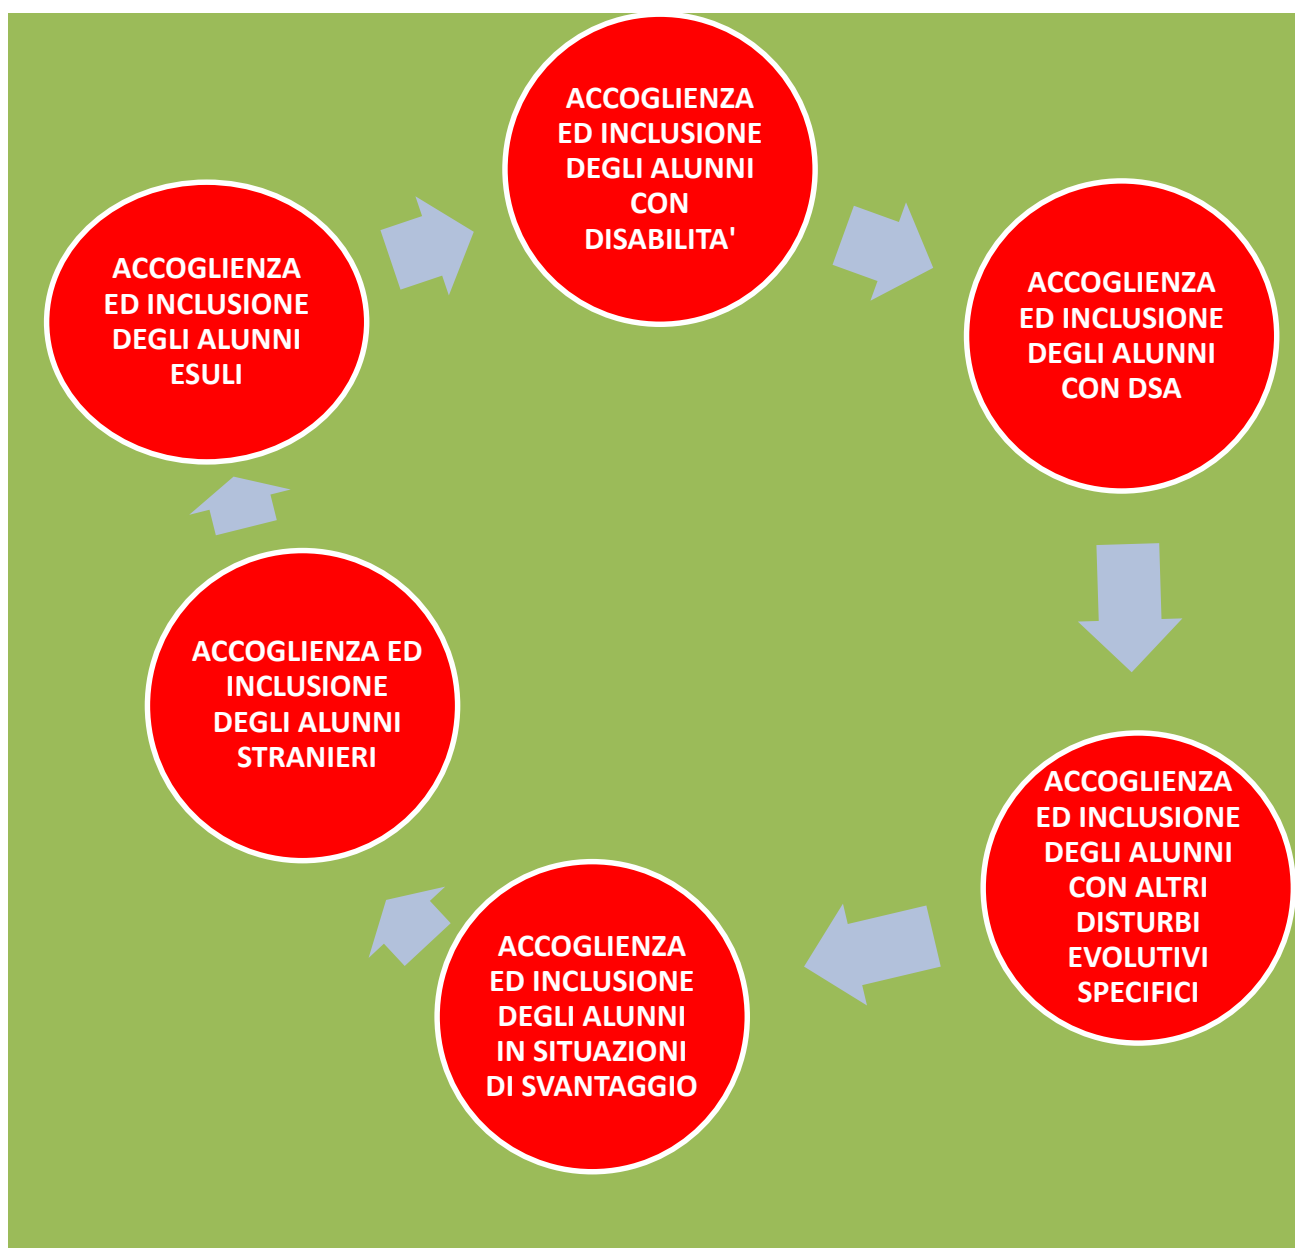 ACCOGLIENZA
ED INCLUSIONE
DEGLI ALUNNI
CON
DISABILITA'
ACCOGLIENZA
ED INCLUSIONE
DEGLI ALUNNI
CON DSA
ACCOGLIENZA
ED INCLUSIONE
DEGLI ALUNNI
CON ALTRI
DISTURBI
EVOLUTIVI
SPECIFICI
ACCOGLIENZA
ED INCLUSIONE
DEGLI ALUNNI
IN SITUAZIONI
DI SVANTAGGIO
ACCOGLIENZA ED
INCLUSIONE
DEGLI ALUNNI
STRANIERI
ACCOGLIENZA
ED INCLUSIONE
DEGLI ALUNNI
ESULI